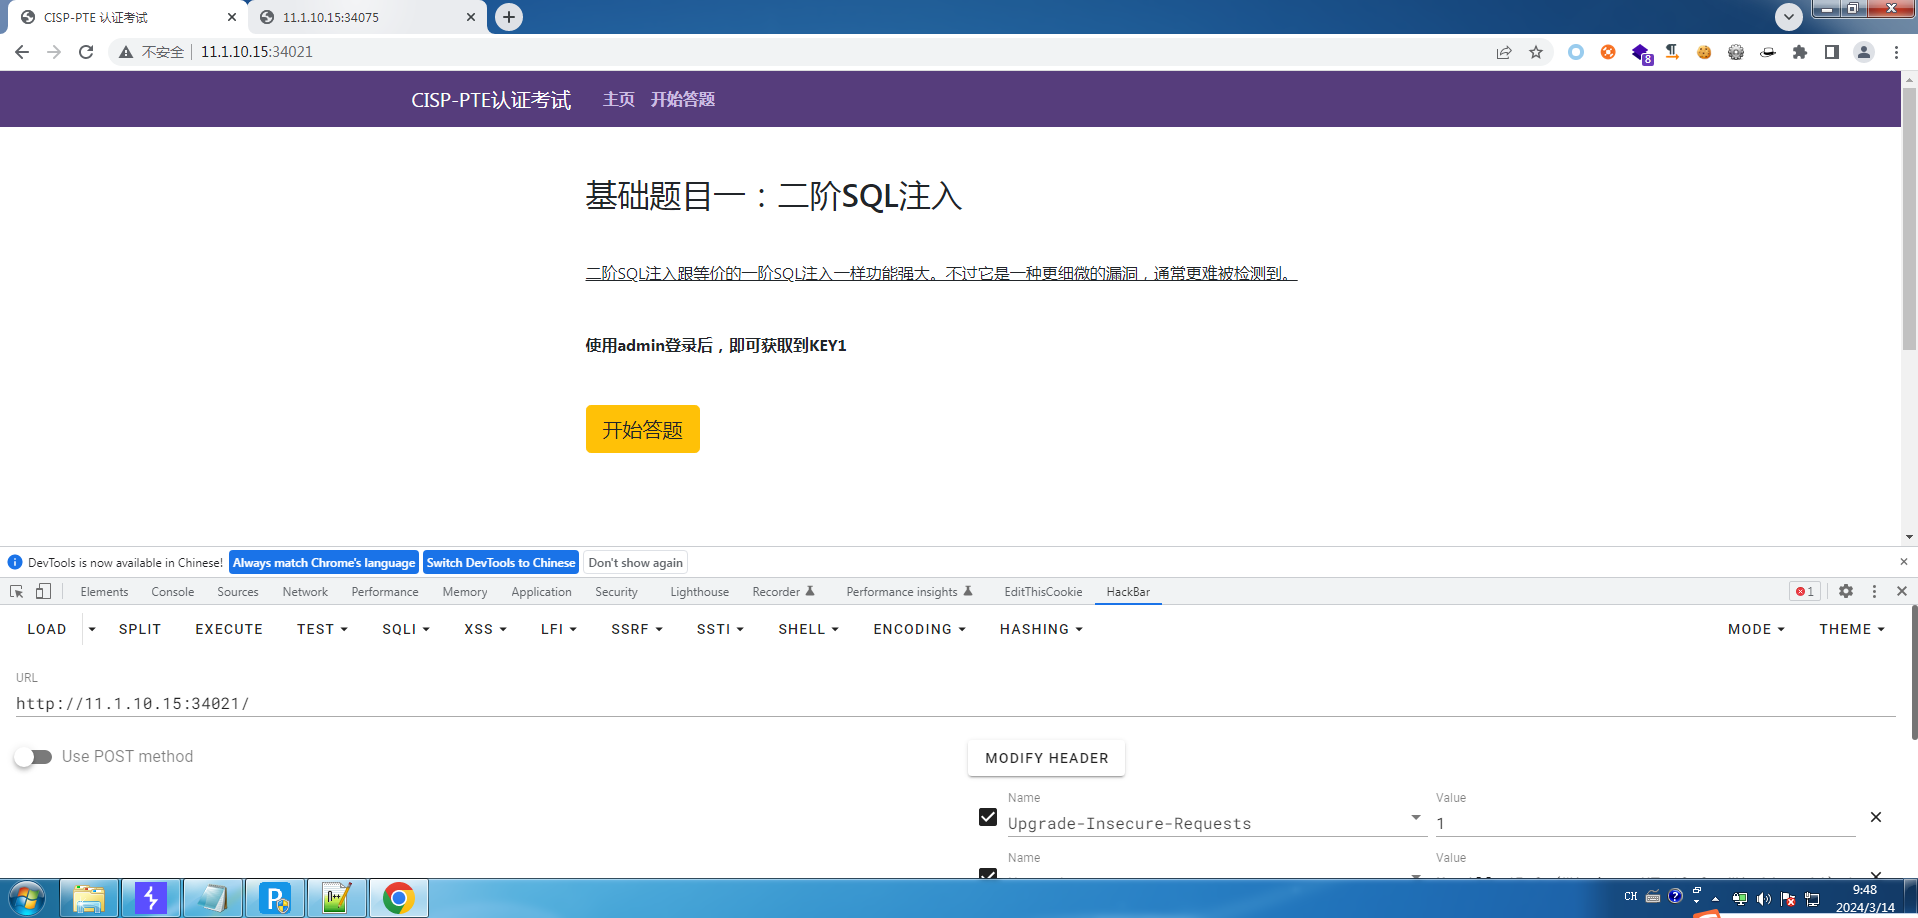 CISP-PTE 认证考试
11.1.10.15:34075
不安全 11.1.10.15:34021
8
CISP-PTE认证考试 主页 开始答题
基础题目一：二阶SQL注入
二阶SQL注入跟等价的一阶SQL注入一样功能强大。不过它是一种更细微的漏洞，通常更难被检测到。
使用admin登录后，即可获取到KEY1
开始答题
DevTools is now available in Chinese! Always match Chrome's language Switch DevTools to Chinese Don't show again
Elements Console Sources Network Performance Memory Application Security Lighthouse Recorder Performance insights EditThisCookie HackBar 1
LOAD SPLIT EXECUTE TEST SQLI XSS LFI SSRF SSTI SHELL ENCODING HASHING MODE THEME
URL
http://11.1.10.15:34021/
Use POST method
MODIFY HEADER
Name Value
Upgrade-Insecure-Requests 1
Name Value
CH 9:48
2024/3/14